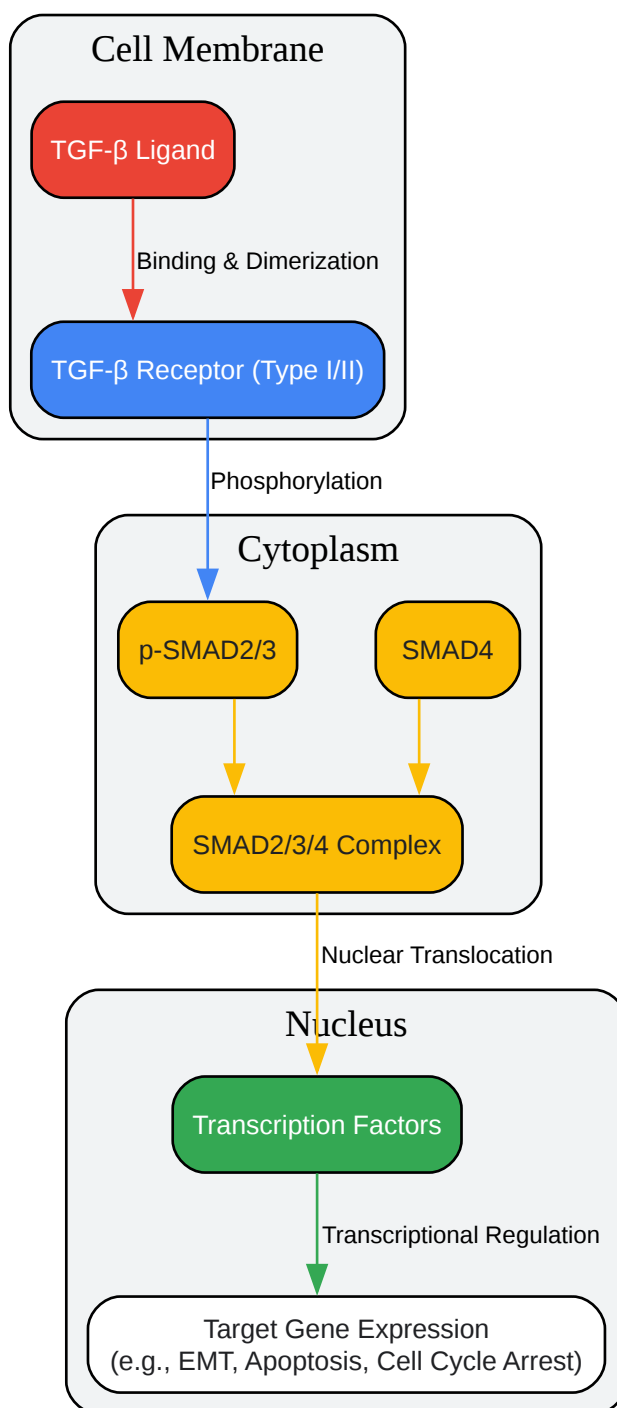 Cell Membrane
TGF-β Ligand
Binding & Dimerization
TGF-β Receptor (Type I/II)
Phosphorylation
Cytoplasm
p-SMAD2/3
SMAD4
SMAD2/3/4 Complex
Nuclear Translocation
Nucleus
Transcription Factors
Transcriptional Regulation
Target Gene Expression
(e.g., EMT, Apoptosis, Cell Cycle Arrest)